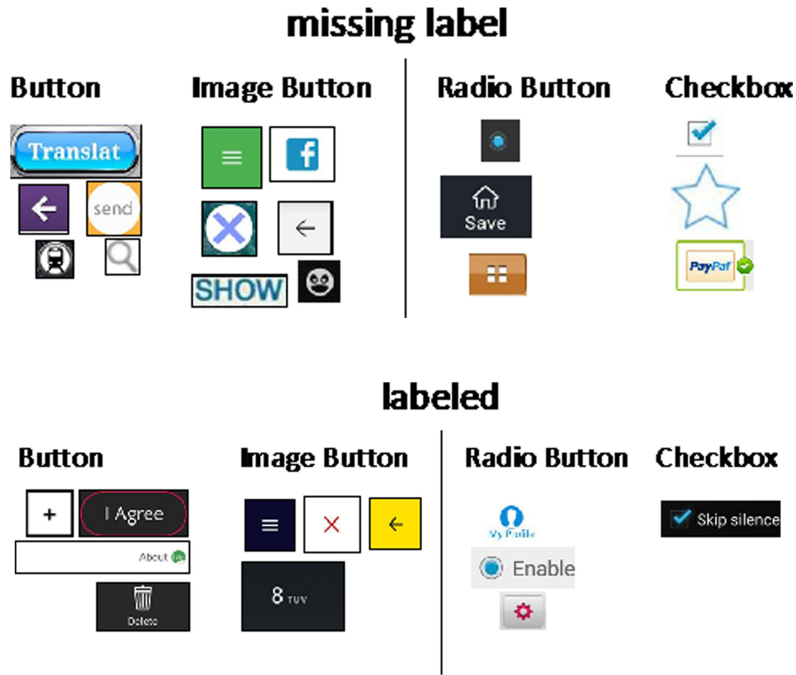 missing label
Button
Image Button
Radio Button
Checkbox
Translat
send
SHOW
f
Save
PayPal
labeled
Button
Image Button
Radio Button
Checkbox
+
I Agree
About
Delete
8 TUV
My Profile
Enable
Skip silence